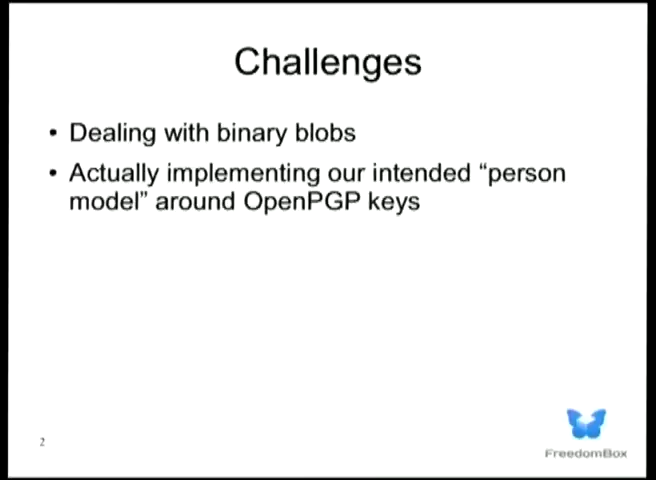 Challenges
• Dealing with binary blobs
• Actually implementing our intended “person
model” around OpenPGP keys
2
FreedomBox